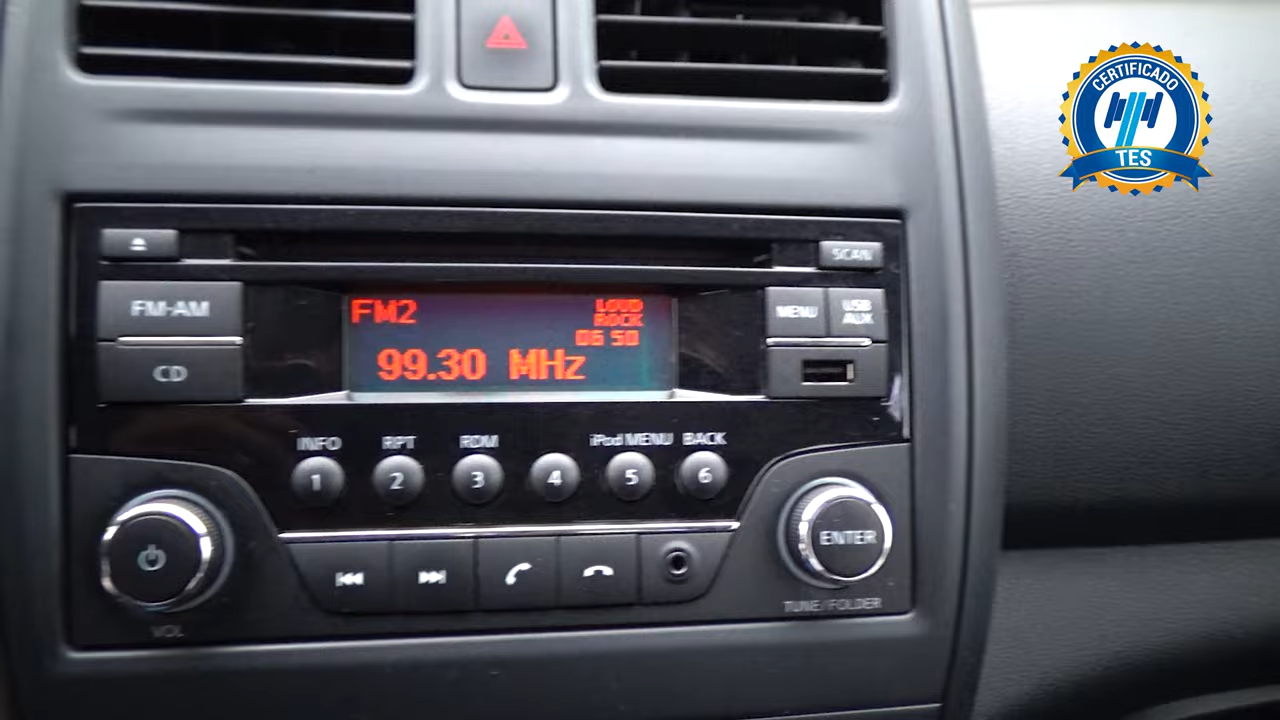 CERTIFICADO
TES
SCAN
FM·AM
CD
FM2
LOUD
ROCK
06 50
99.30 MHz
MENU
USB
AUX
INFO
RPT
RDM
iPod MENU
BACK
1
2
3
4
5
6
ENTER
VOL
TUNE/FOLDER